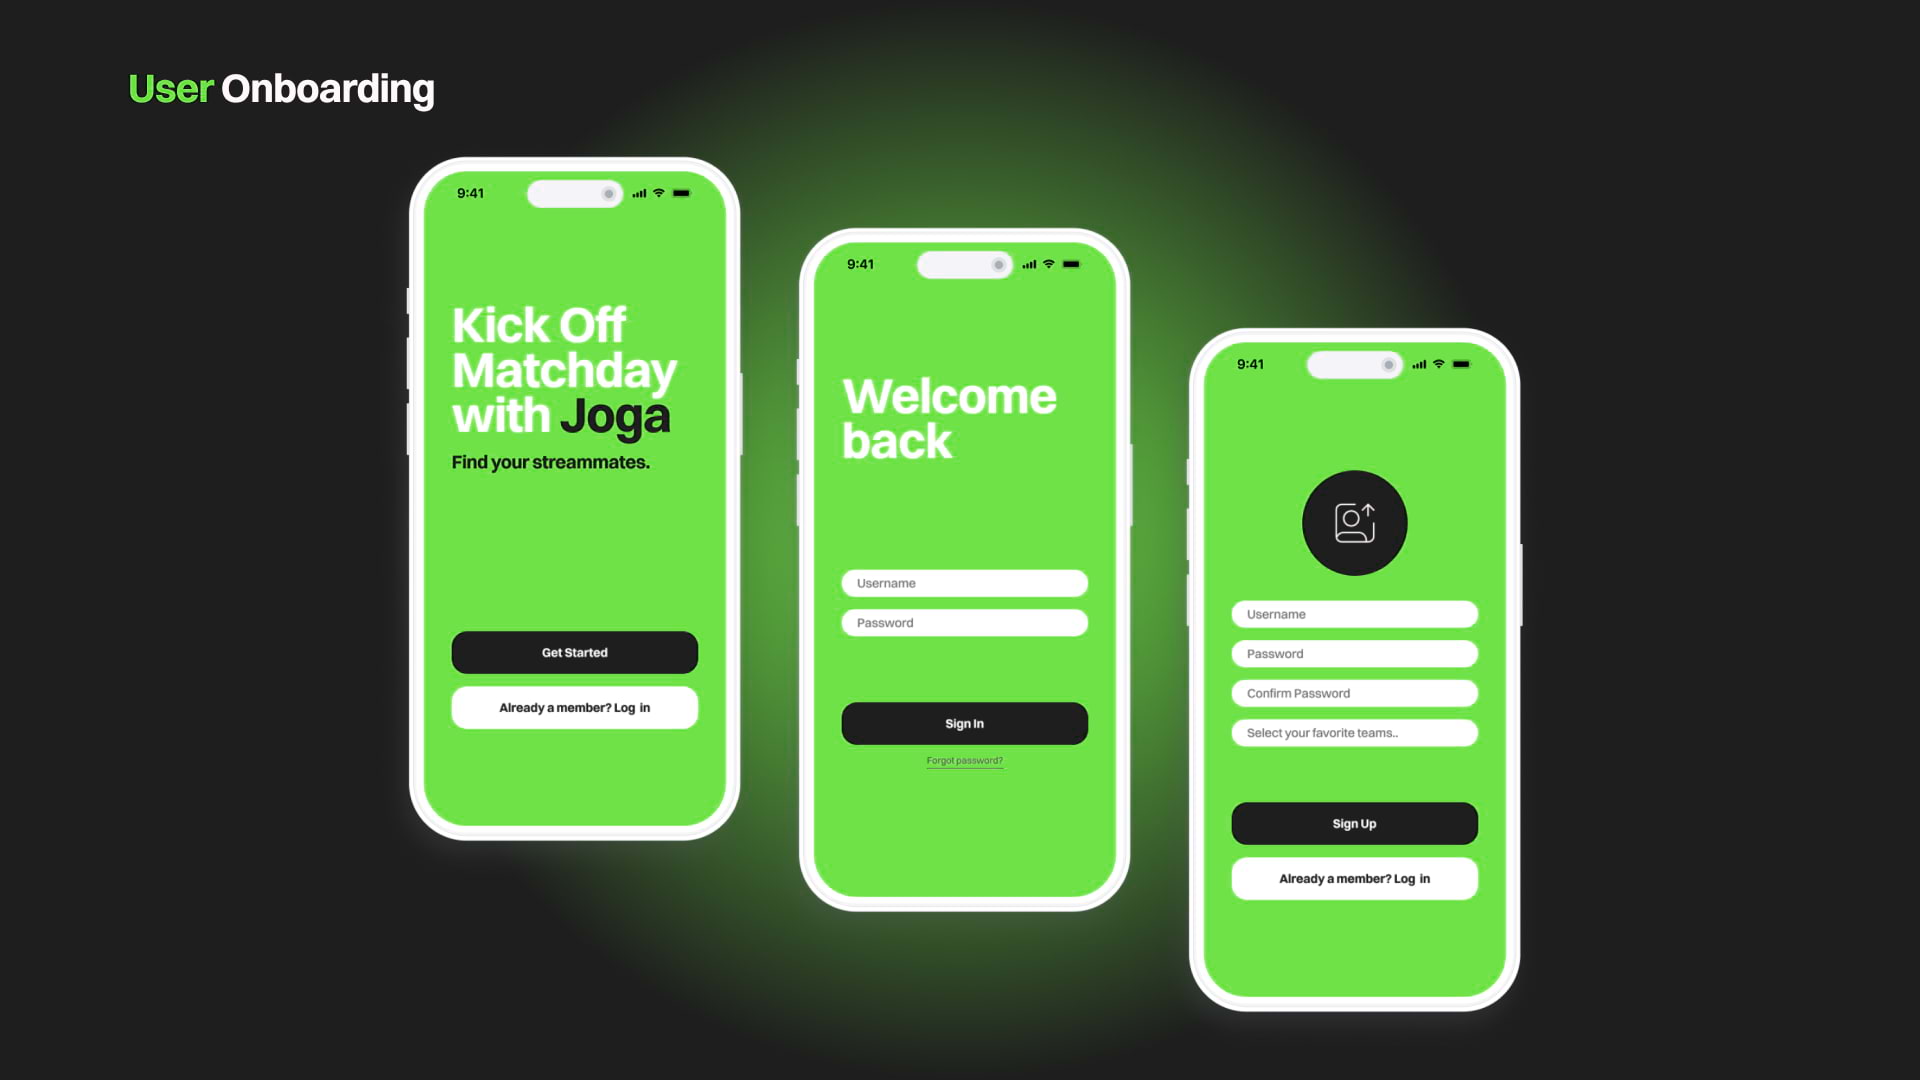 User Onboarding
9:41
Kick Off
Matchday
with Joga
Find your streammates.
Get Started
Already a member? Log in
9:41
Welcome
back
Username
Password
Sign In
Forgot password?
9:41
Username
Password
Confirm Password
Select your favorite teams..
Sign Up
Already a member? Log in